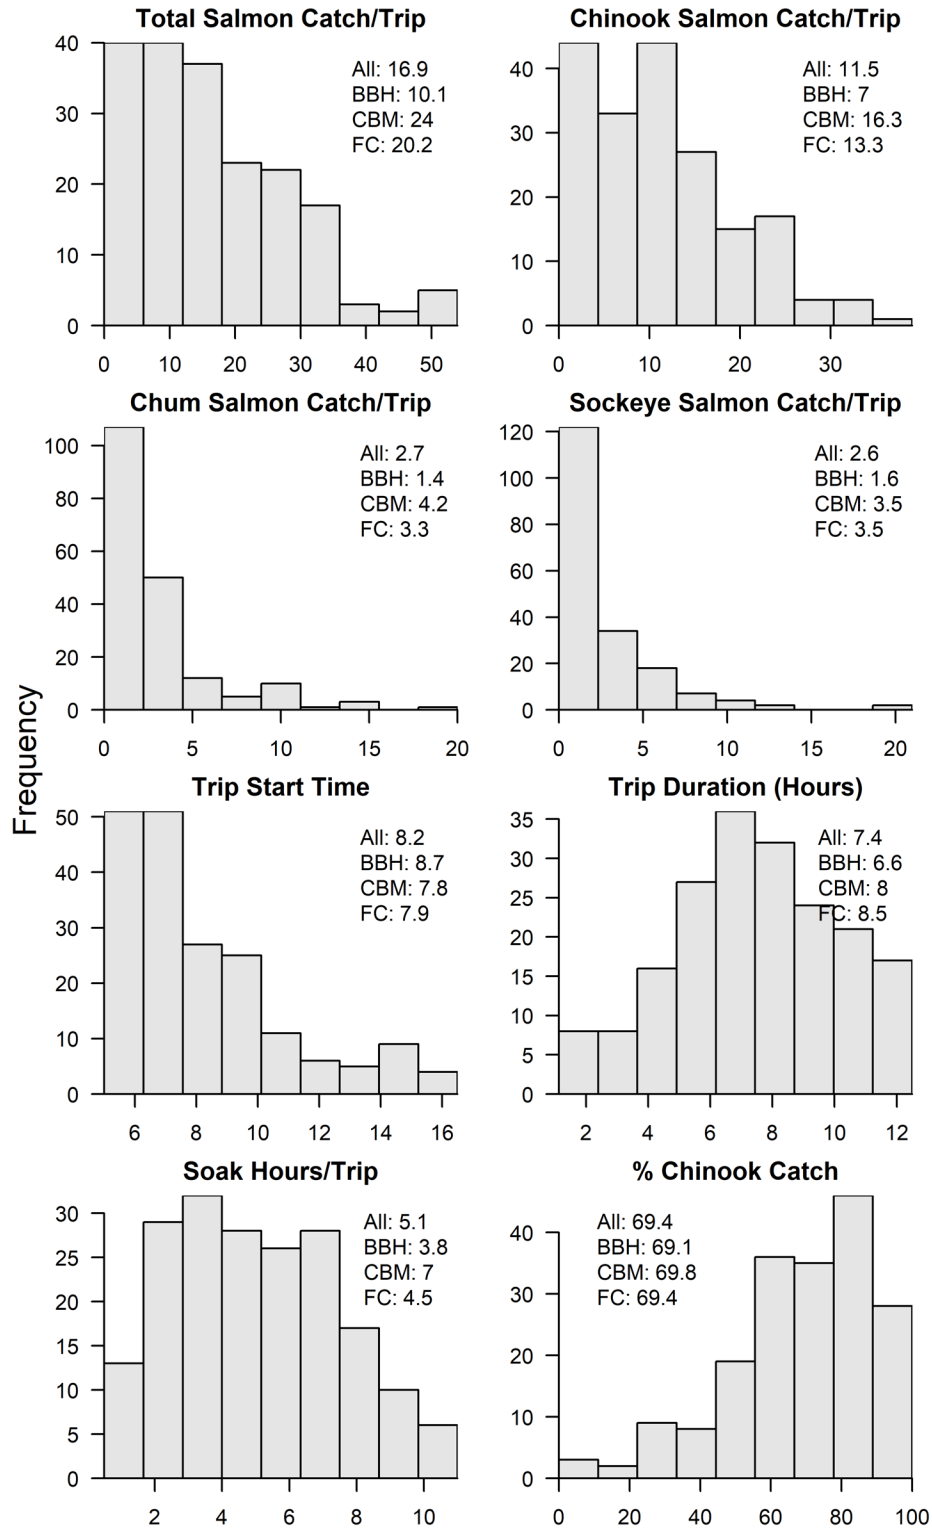 Total Salmon Catch/Trip
40
30
20
10
0
0 10 20 30 40 50
All: 16.9
BBH: 10.1
CBM: 24
FC: 20.2
Chinook Salmon Catch/Trip
40
30
20
10
0
0 10 20 30
All: 11.5
BBH: 7
CBM: 16.3
FC: 13.3
Chum Salmon Catch/Trip
100
80
60
40
20
0
0 5 10 15 20
All: 2.7
BBH: 1.4
CBM: 4.2
FC: 3.3
Sockeye Salmon Catch/Trip
120
100
80
60
40
20
0
0 5 10 15 20
All: 2.6
BBH: 1.6
CBM: 3.5
FC: 3.5
Frequency
Trip Start Time
50
40
30
20
10
0
6 8 10 12 14 16
All: 8.2
BBH: 8.7
CBM: 7.8
FC: 7.9
Trip Duration (Hours)
35
30
25
20
15
10
5
0
2 4 6 8 10 12
All: 7.4
BBH: 6.6
CBM: 8
FC: 8.5
Soak Hours/Trip
30
25
20
15
10
5
0
2 4 6 8 10
All: 5.1
BBH: 3.8
CBM: 7
FC: 4.5
% Chinook Catch
40
30
20
10
0
0 20 40 60 80 100
All: 69.4
BBH: 69.1
CBM: 69.8
FC: 69.4